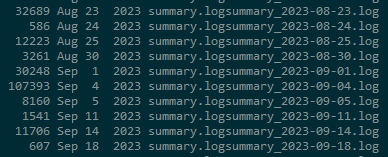 32689 Aug 23 2023 summary.logsummary_2023-08-23.log
586 Aug 24 2023 summary.logsummary_2023-08-24.log
12223 Aug 25 2023 summary.logsummary_2023-08-25.log
3261 Aug 30 2023 summary.logsummary_2023-08-30.log
30248 Sep 1 2023 summary.logsummary_2023-09-01.log
107393 Sep 4 2023 summary.logsummary_2023-09-04.log
8160 Sep 5 2023 summary.logsummary_2023-09-05.log
1541 Sep 11 2023 summary.logsummary_2023-09-11.log
11706 Sep 14 2023 summary.logsummary_2023-09-14.log
607 Sep 18 2023 summary.logsummary_2023-09-18.log